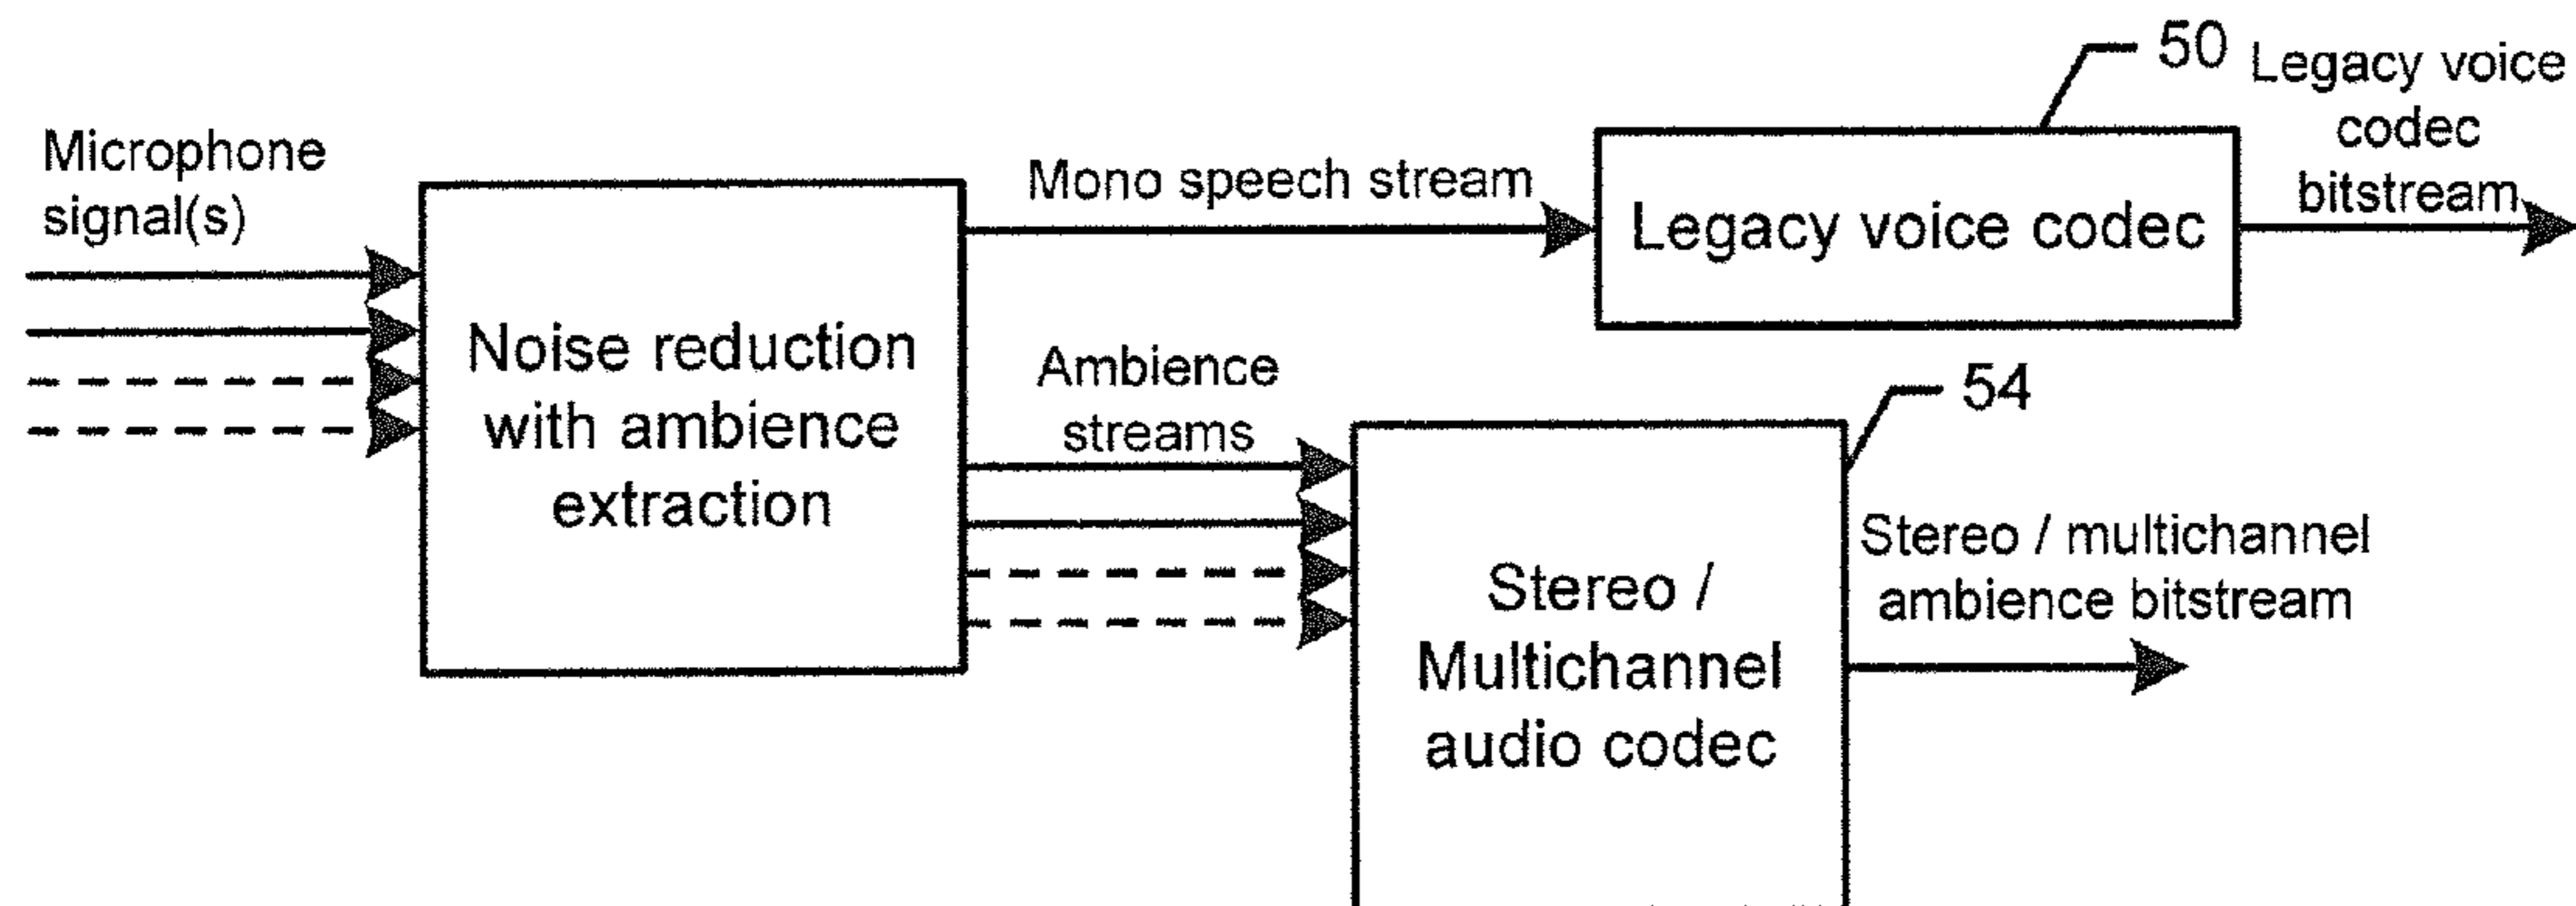 Microphone
signal(s)
Noise reduction
with ambience
extraction
Mono speech stream
50
Legacy voice
codec
bitstream
Legacy voice codec
Ambience
streams
54
Stereo /
Multichannel
audio codec
Stereo / multichannel
ambience bitstream